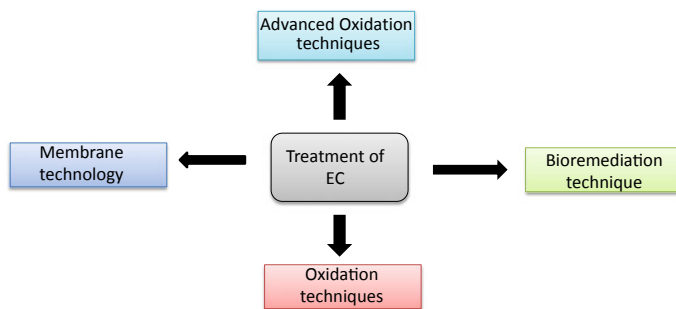 Advanced Oxidation
techniques
Membrane
technology
Treatment of
EC
Bioremediation
technique
Oxidation
techniques